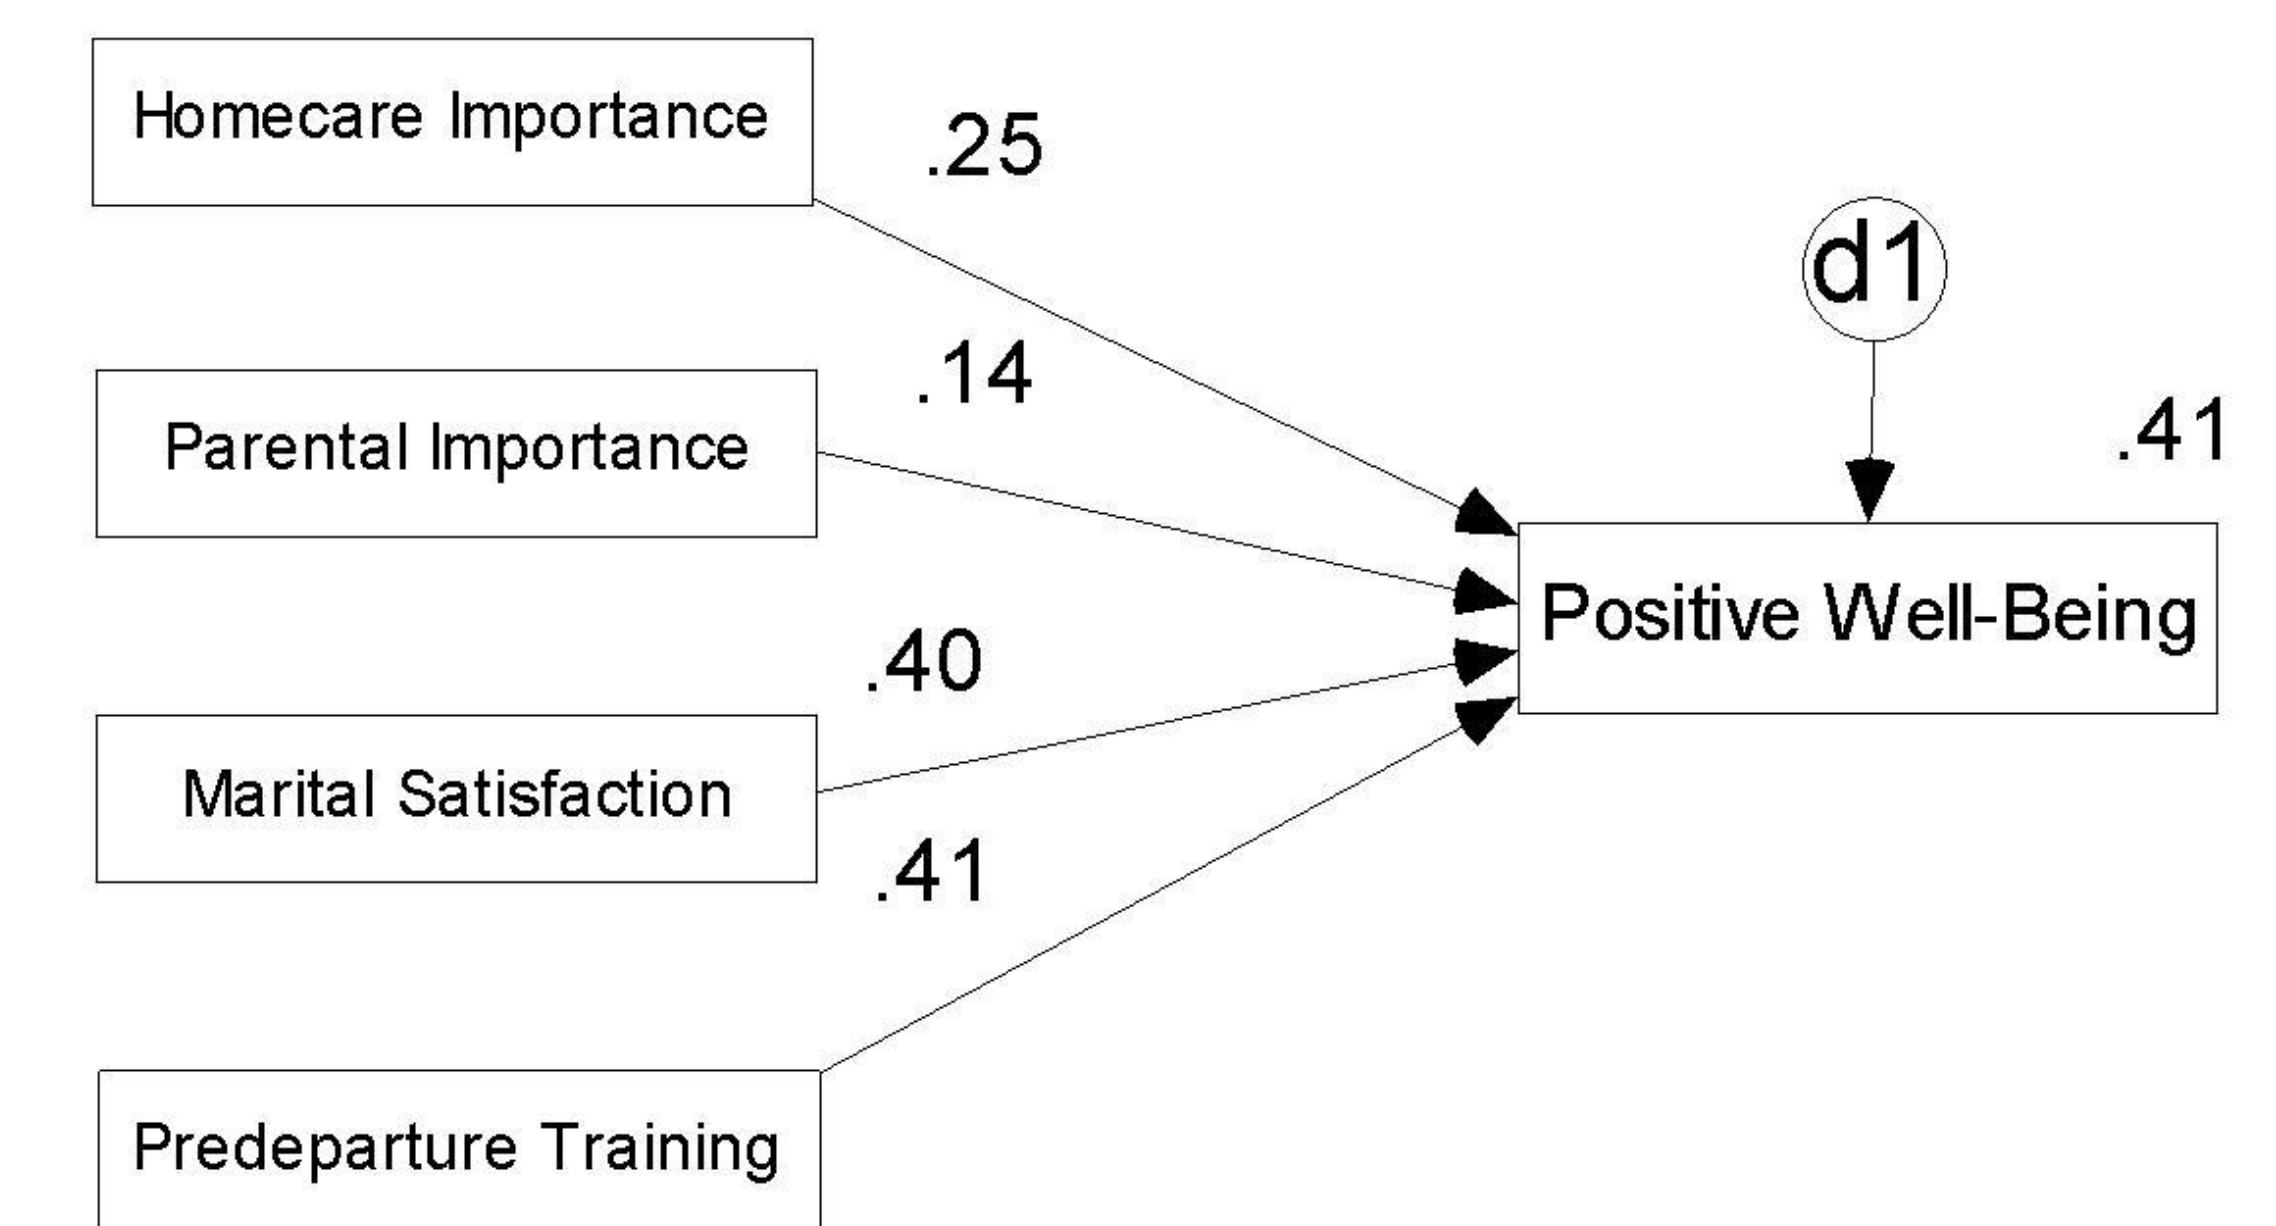 Homecare Importance
.25
d1
.14
.41
Parental Importance
Positive Well-Being
.40
Marital Satisfaction
.41
Predeparture Training